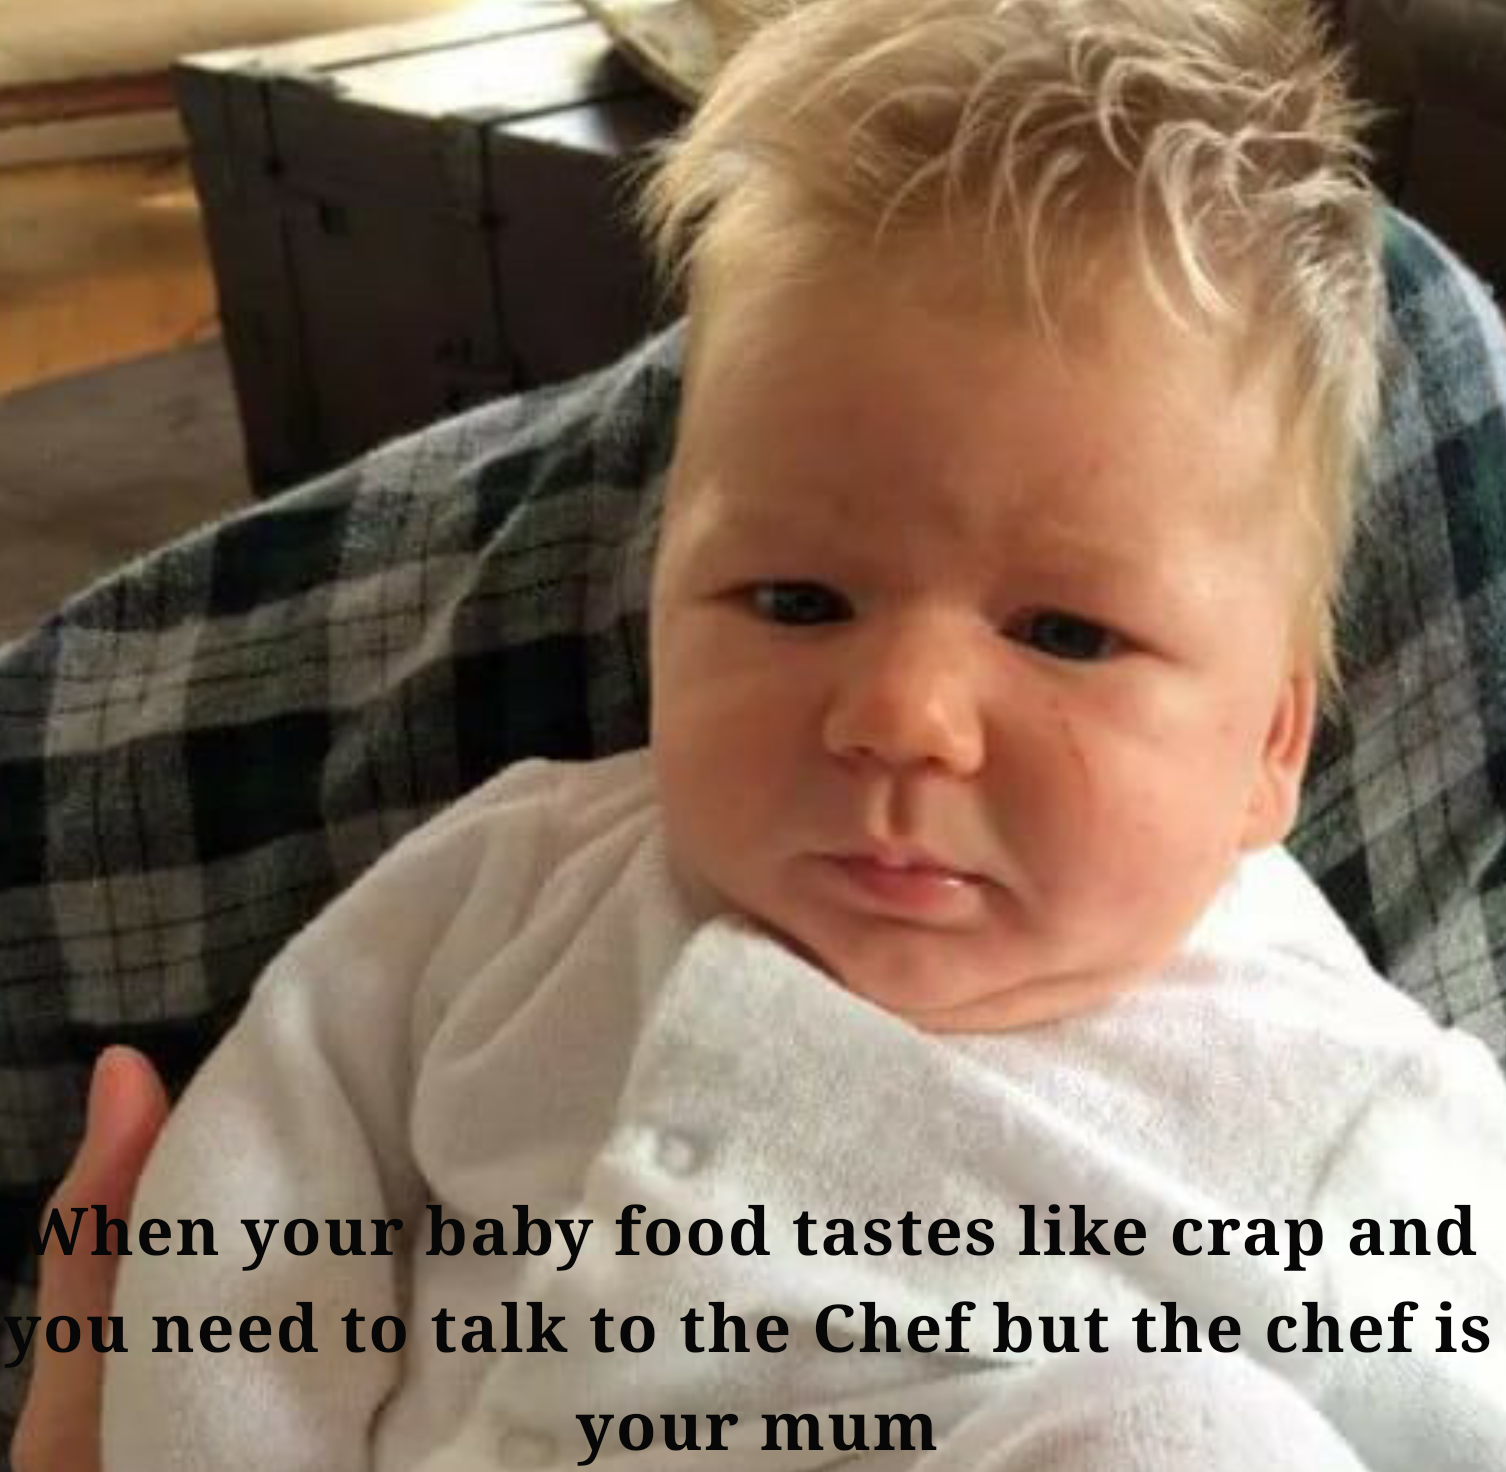 When your baby food tastes like crap and
you need to talk to the Chef but the chef is
your mum